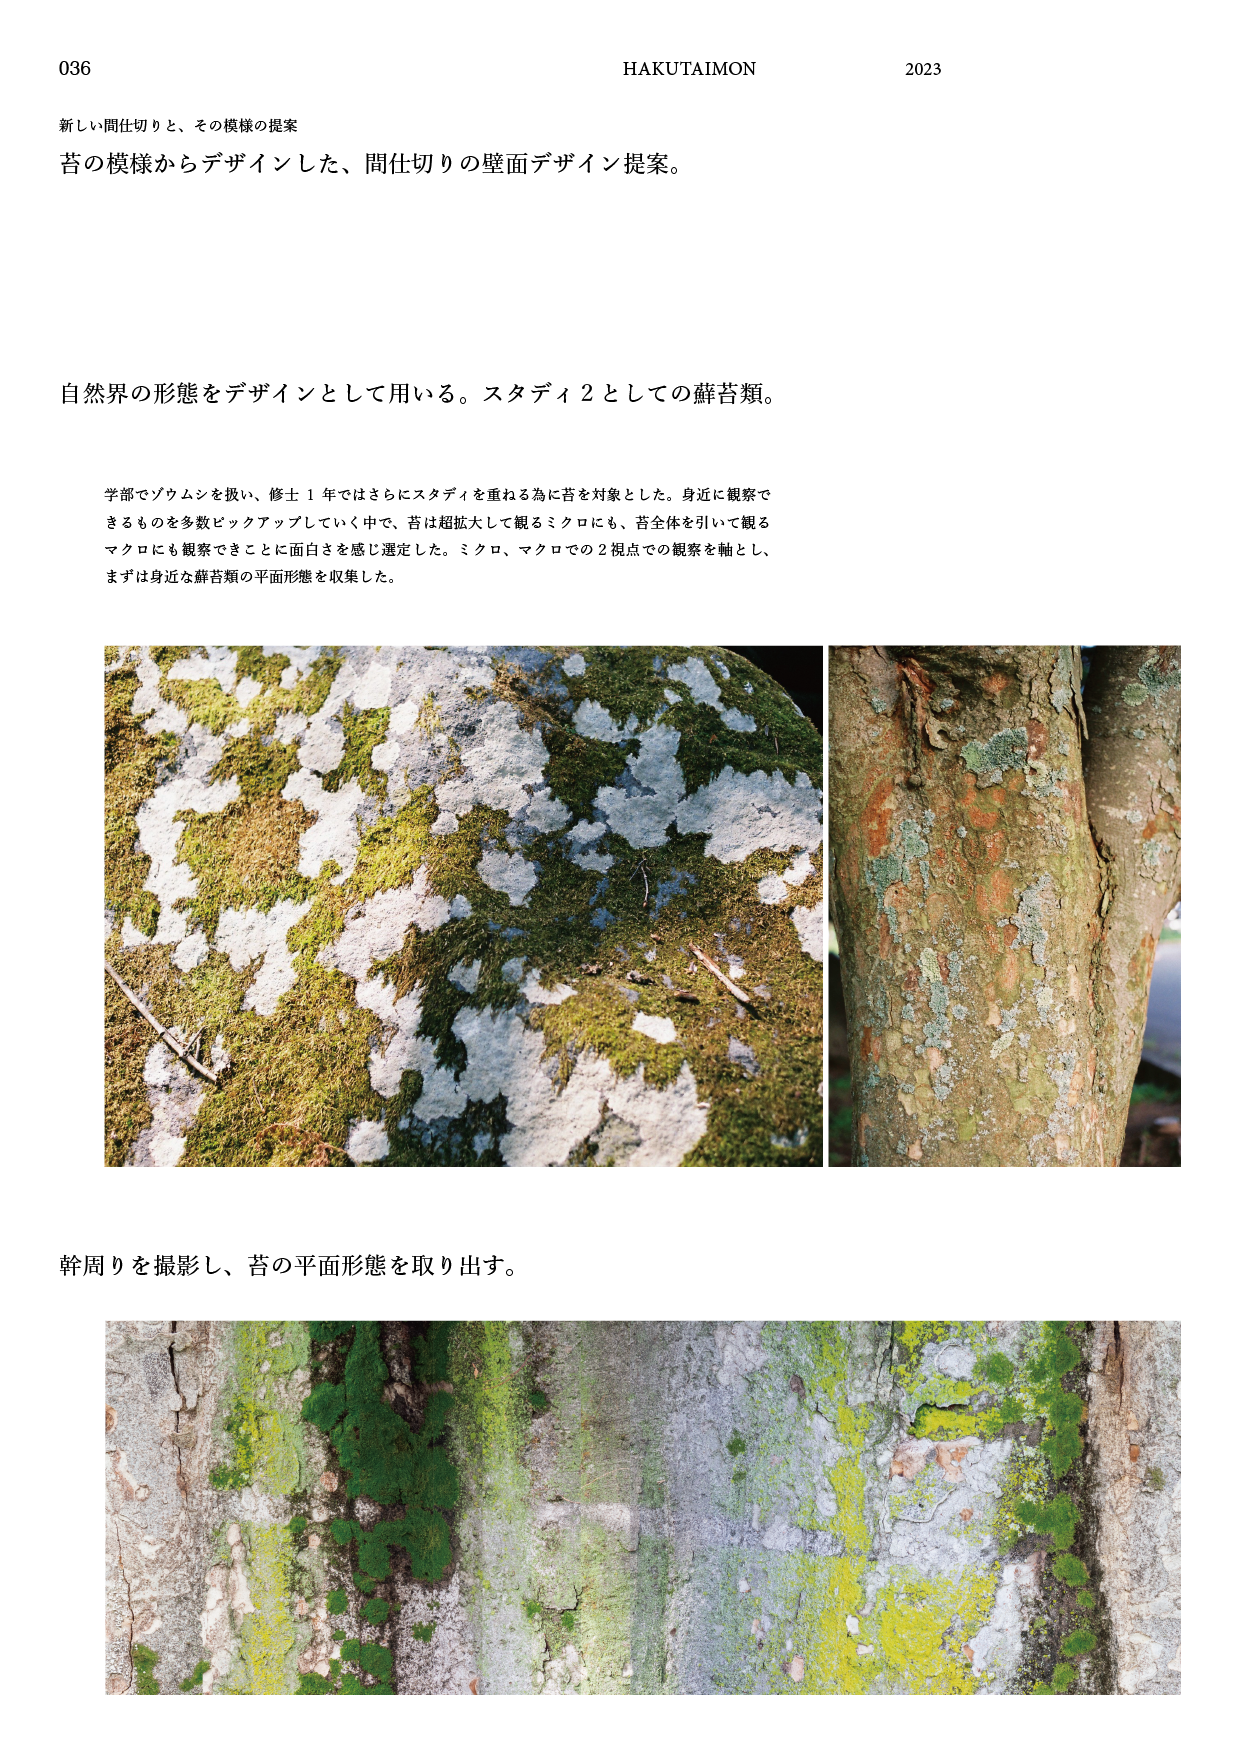 036
HAKUTAIMON
2023
新しい間仕切りと、その模様の提案
苔の模様からデザインした、間仕切りの壁面デザイン提案。
自然界の形態をデザインとして用いる。スタディ２としての蘚苔類。
学部でゾウムシを扱い、修士 1 年ではさらにスタディを重ねる為に苔を対象とした。身近に観察で
きるものを多数ピックアップしていく中で、苔は超拡大して観るミクロにも、苔全体を引いて観る
マクロにも観察できことに面白さを感じ選定した。ミクロ、マクロでの２視点での観察を軸とし、
まずは身近な蘚苔類の平面形態を収集した。
幹周りを撮影し、苔の平面形態を取り出す。